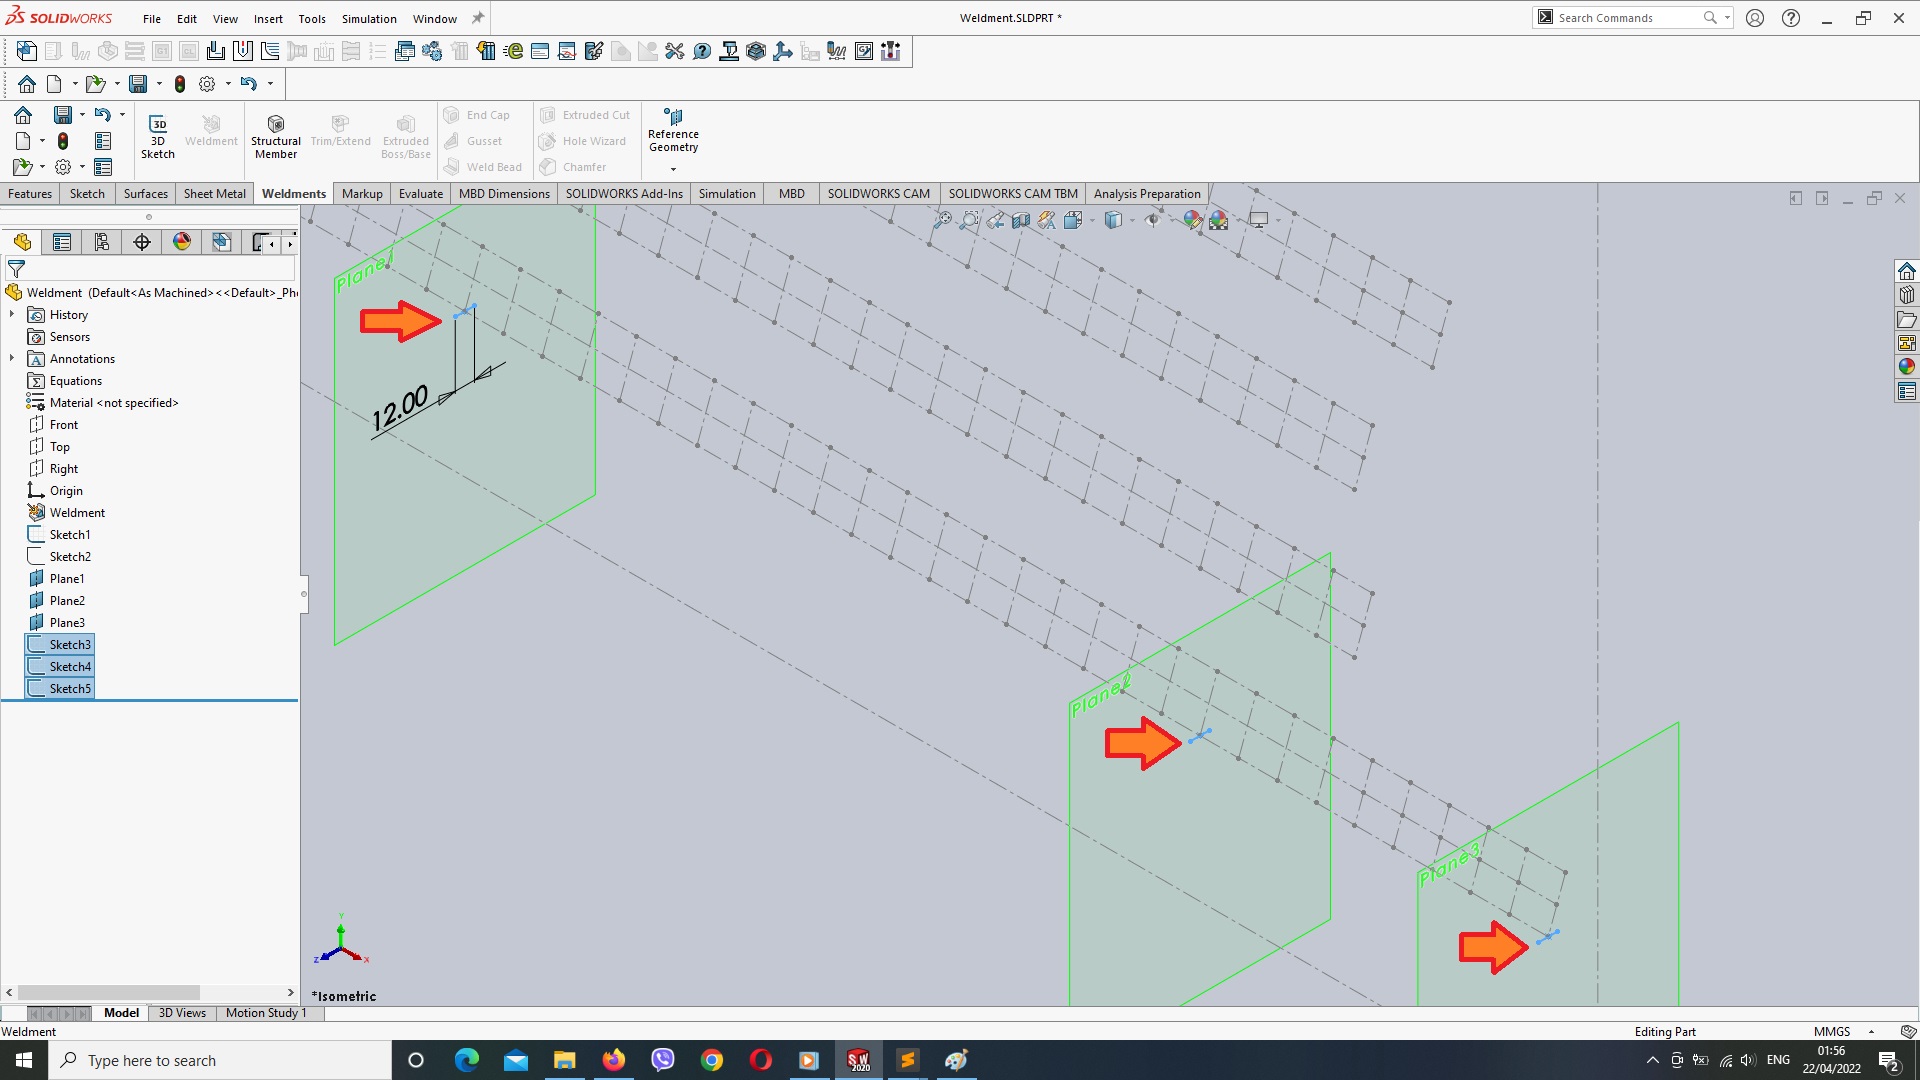 SOLIDWORKS File Edit View Insert Tools Simulation Window Weldment.SLDPRT * Search Commands
3D Sketch
Weldment
Structural Member
Trim/Extend
Extruded Boss/Base
End Cap
Gusset
Weld Bead
Extruded Cut
Hole Wizard
Chamfer
Reference Geometry
Features Sketch Surfaces Sheet Metal Weldments Markup Evaluate MBD Dimensions SOLIDWORKS Add-Ins Simulation MBD SOLIDWORKS CAM SOLIDWORKS CAM TBM Analysis Preparation
Weldment (Default<As Machined><<Default>_Ph
History
Sensors
Annotations
Equations
Material <not specified>
Front
Top
Right
Origin
Weldment
Sketch1
Sketch2
Plane1
Plane2
Plane3
Sketch3
Sketch4
Sketch5
Plane1
12.00
Plane2
Plane3
Y
Z X
*Isometric
Model 3D Views Motion Study 1
Weldment Editing Part MMGS
Type here to search
SW 2020
ENG
01:56
22/04/2022
2